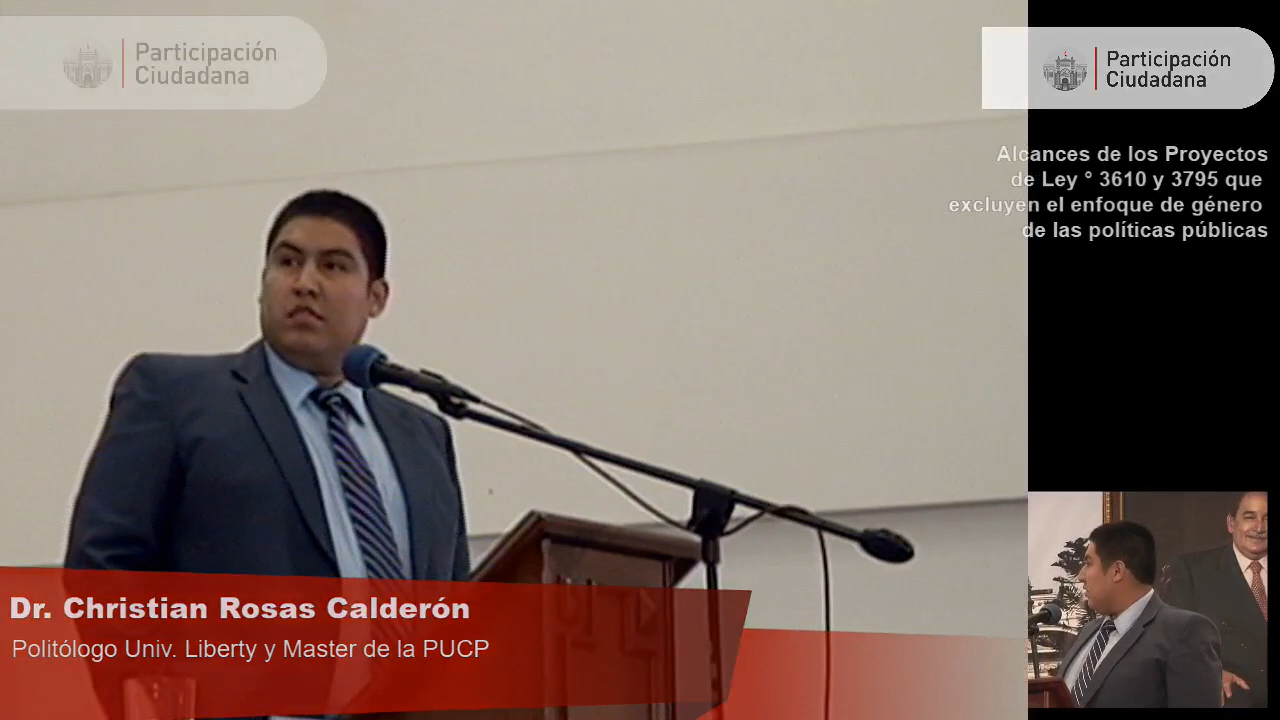 Participación
Ciudadana
Participación
Ciudadana
Alcances de los Proyectos
de Ley ° 3610 y 3795 que
excluyen el enfoque de género
de las políticas públicas
Dr. Christian Rosas Calderón
Politólogo Univ. Liberty y Master de la PUCP